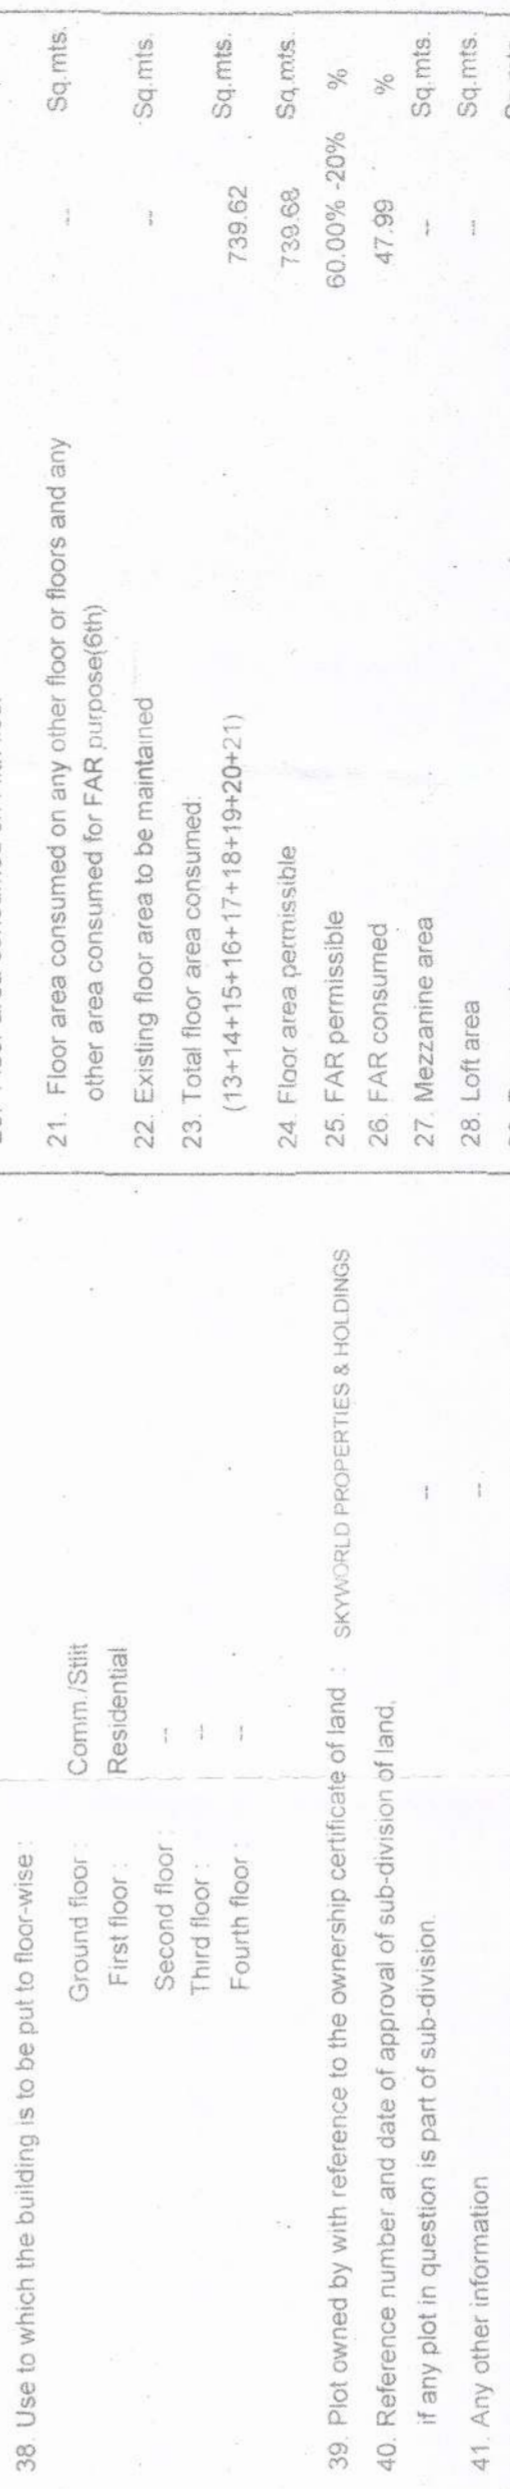 38. Use to which the building is to be put to floor-wise :
Ground floor : Comm./Stilt
First floor : Residential
Second floor : --
Third floor : --
Fourth floor : --
39. Plot owned by with reference to the ownership certificate of land : SKYWORLD PROPERTIES & HOLDINGS
40. Reference number and date of approval of sub-division of land,
if any plot in question is part of sub-division. --
41. Any other information --
21. Floor area consumed on any other floor or floors and any -- Sq.mts.
other area consumed for FAR purpose(6th)
22. Existing floor area to be maintained -- Sq.mts.
23. Total floor area consumed:
(13+14+15+16+17+18+19+20+21) 739.62 Sq.mts.
24. Floor area permissible 739.68 Sq.mts.
25. FAR permissible 60.00% -20% %
26. FAR consumed 47.99 %
27. Mezzanine area -- Sq.mts.
28. Loft area -- Sq.mts.